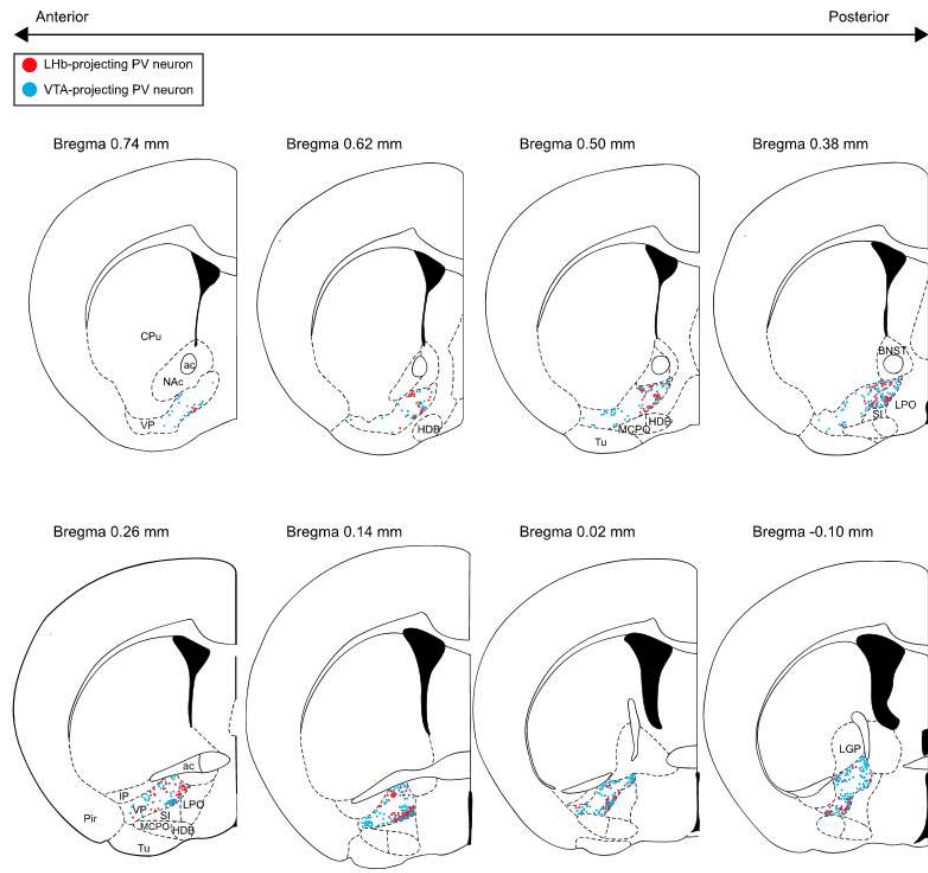 Anterior Posterior
LHb-projecting PV neuron
VTA-projecting PV neuron
Bregma 0.74 mm Bregma 0.62 mm Bregma 0.50 mm Bregma 0.38 mm
CPu
ac
NAc
VP
HDB
Tu
MCPO
HDB
BNST
LPO
SI
Bregma 0.26 mm Bregma 0.14 mm Bregma 0.02 mm Bregma -0.10 mm
ac
IP
VP
LPO
SI
Pir
MCPO
HDB
Tu
LGP